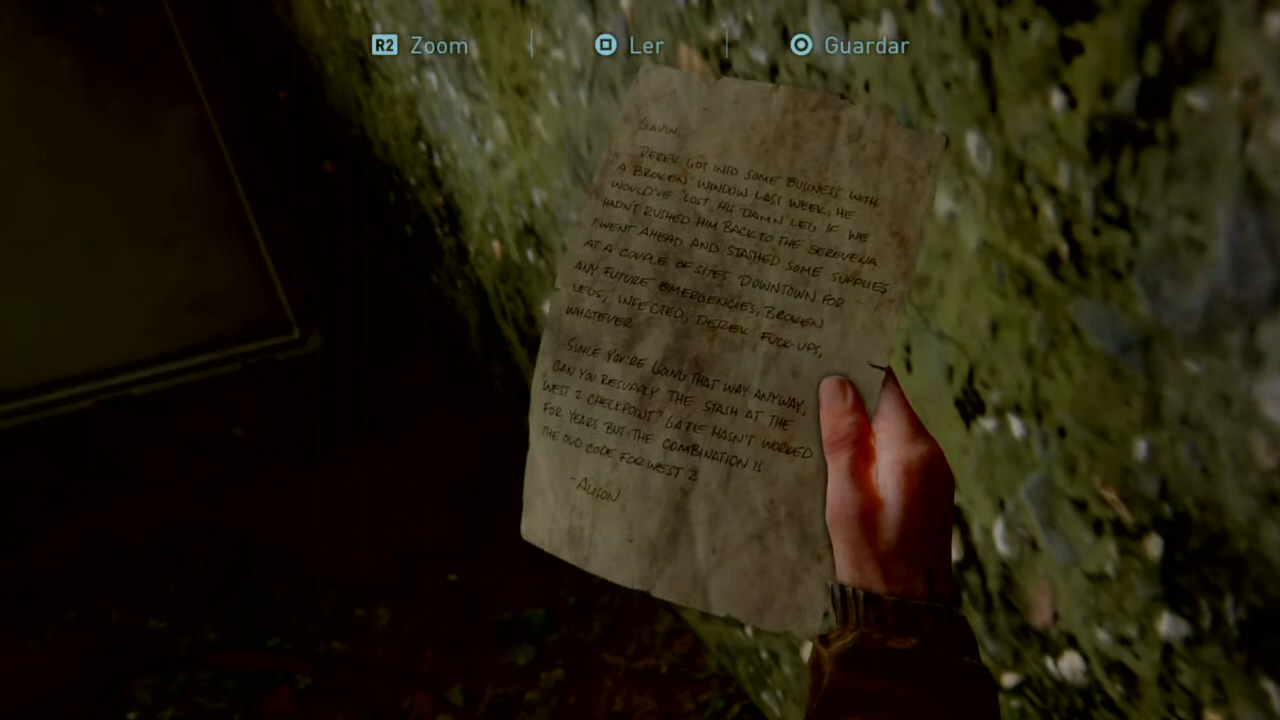 R2 Zoom
Ler
Guardar
GAVIN,
DEREK GOT INTO SOME BUSINESS WITH
A BROKEN WINDOW LAST WEEK. HE
WOULD'VE LOST HIS DAMN LEG IF WE
HADN'T RUSHED HIM BACK TO THE SEREVENA
I WENT AHEAD AND STASHED SOME SUPPLIES
AT A COUPLE OF SITES DOWNTOWN FOR
ANY FUTURE EMERGENCIES, BROKEN
LEGS, INFECTED, DEREK FUCK-UPS,
WHATEVER
SINCE YOU'RE GOING THAT WAY ANYWAY,
CAN YOU RESUPPLY THE STASH AT THE
WEST 2 CHECKPOINT? GATE HASN'T WORKED
FOR YEARS BUT THE COMBINATION IS
THE OLD CODE FOR WEST 2
-ALISON